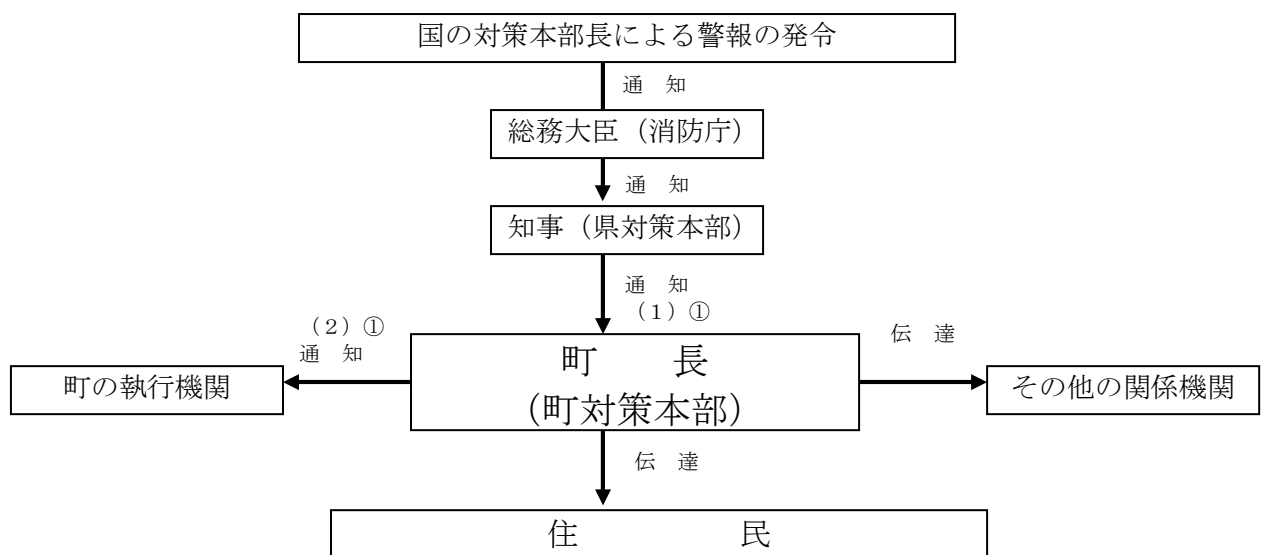 国の対策本部長による警報の発令
通 知
総務大臣（消防庁）
通 知
知事（県対策本部）
通 知
（１）①
（２）①
通 知
伝 達
町の執行機関
町 長
（町対策本部）
その他の関係機関
伝 達
住 民